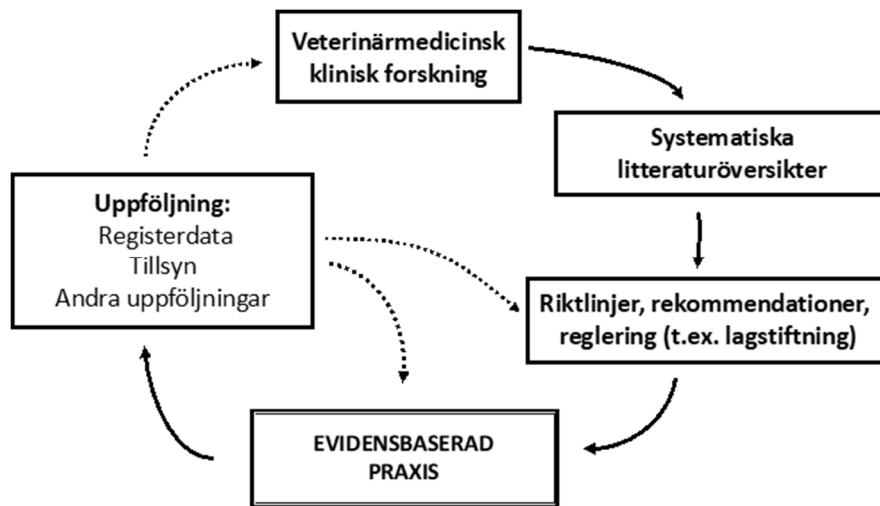 Veterinärmedicinsk
klinisk forskning
Systematiska
litteraturöversikter
Uppföljning:
Registerdata
Tillsyn
Andra uppföljningar
Riktlinjer, rekommendationer,
reglering (t.ex. lagstiftning)
EVIDENSBASERAD
PRAXIS